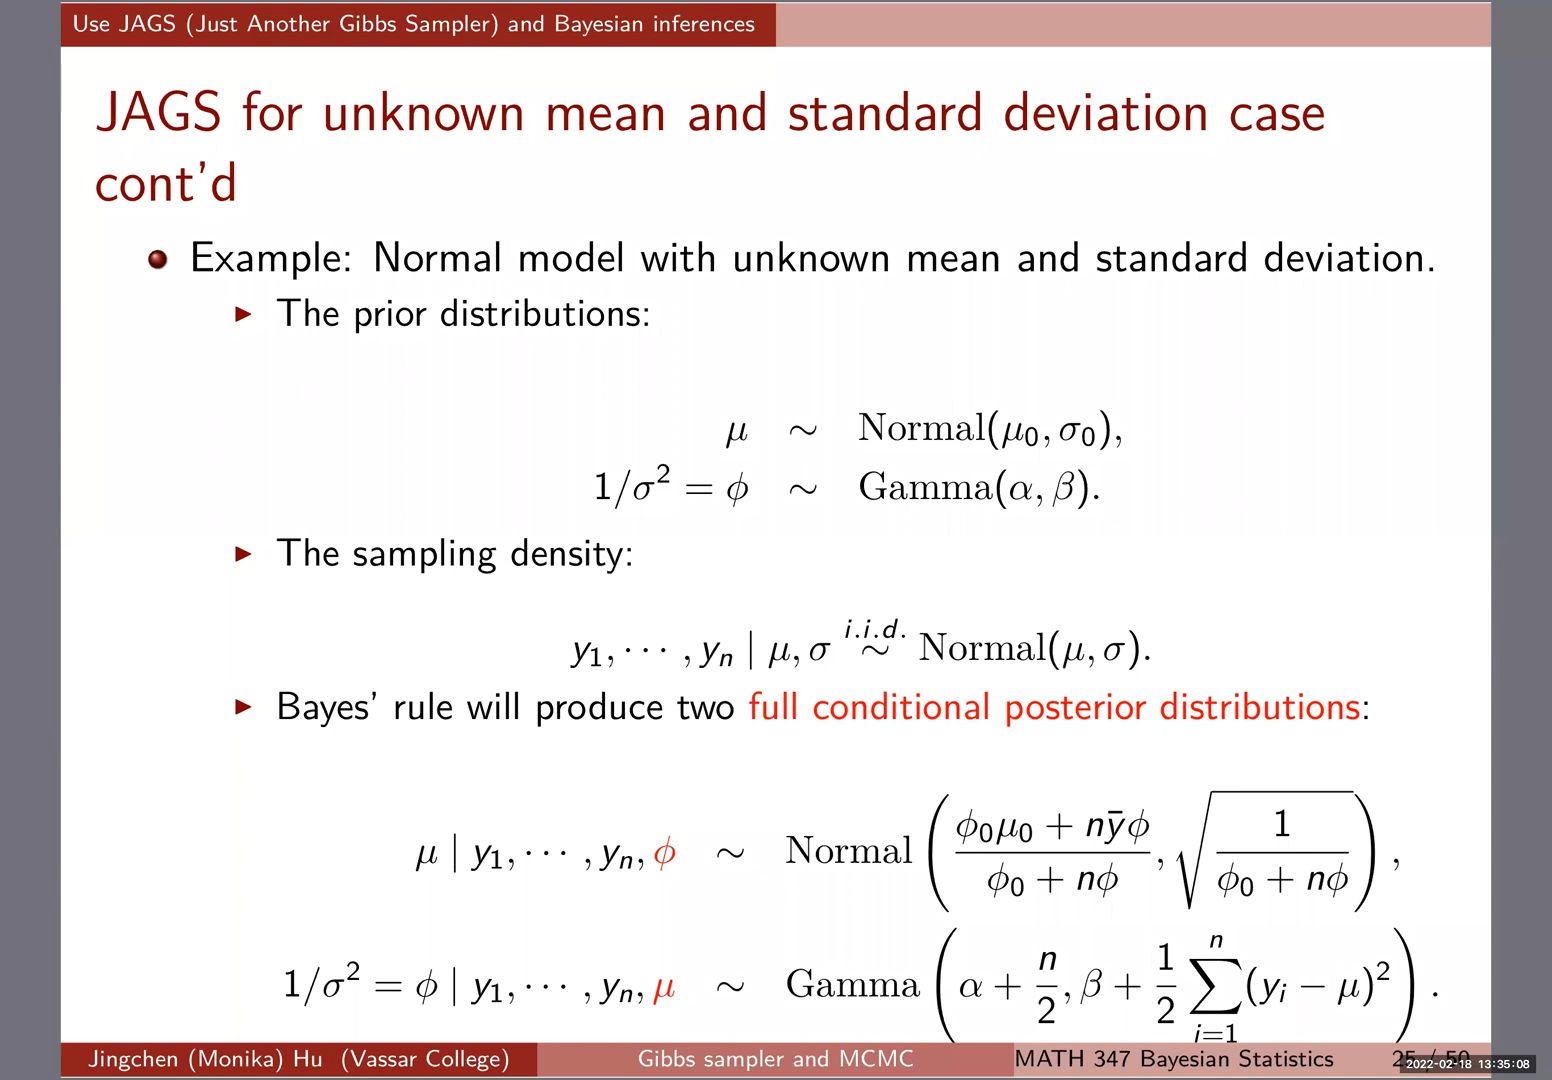 Use JAGS (Just Another Gibbs Sampler) and Bayesian inferences
JAGS for unknown mean and standard deviation case
cont'd
Example: Normal model with unknown mean and standard deviation.
▶ The prior distributions:
μ ∼ Normal(μ₀, σ₀),
1/σ² = ϕ ∼ Gamma(α, β).
▶ The sampling density:
y₁, ⋯ , yₙ | μ, σ i.i.d. ∼ Normal(μ, σ).
▶ Bayes' rule will produce two full conditional posterior distributions:
μ | y₁, ⋯ , yₙ, ϕ ∼ Normal ( (ϕ₀μ₀ + nȳϕ)/(ϕ₀ + nϕ), √(1/(ϕ₀ + nϕ)) ),
1/σ² = ϕ | y₁, ⋯ , yₙ, μ ∼ Gamma ( α + n/2, β + 1/2 ∑ⁿᵢ₌₁ (yᵢ − μ)² ).
Jingchen (Monika) Hu (Vassar College) Gibbs sampler and MCMC MATH 347 Bayesian Statistics 25 / 50
2022-02-18 13:35:08